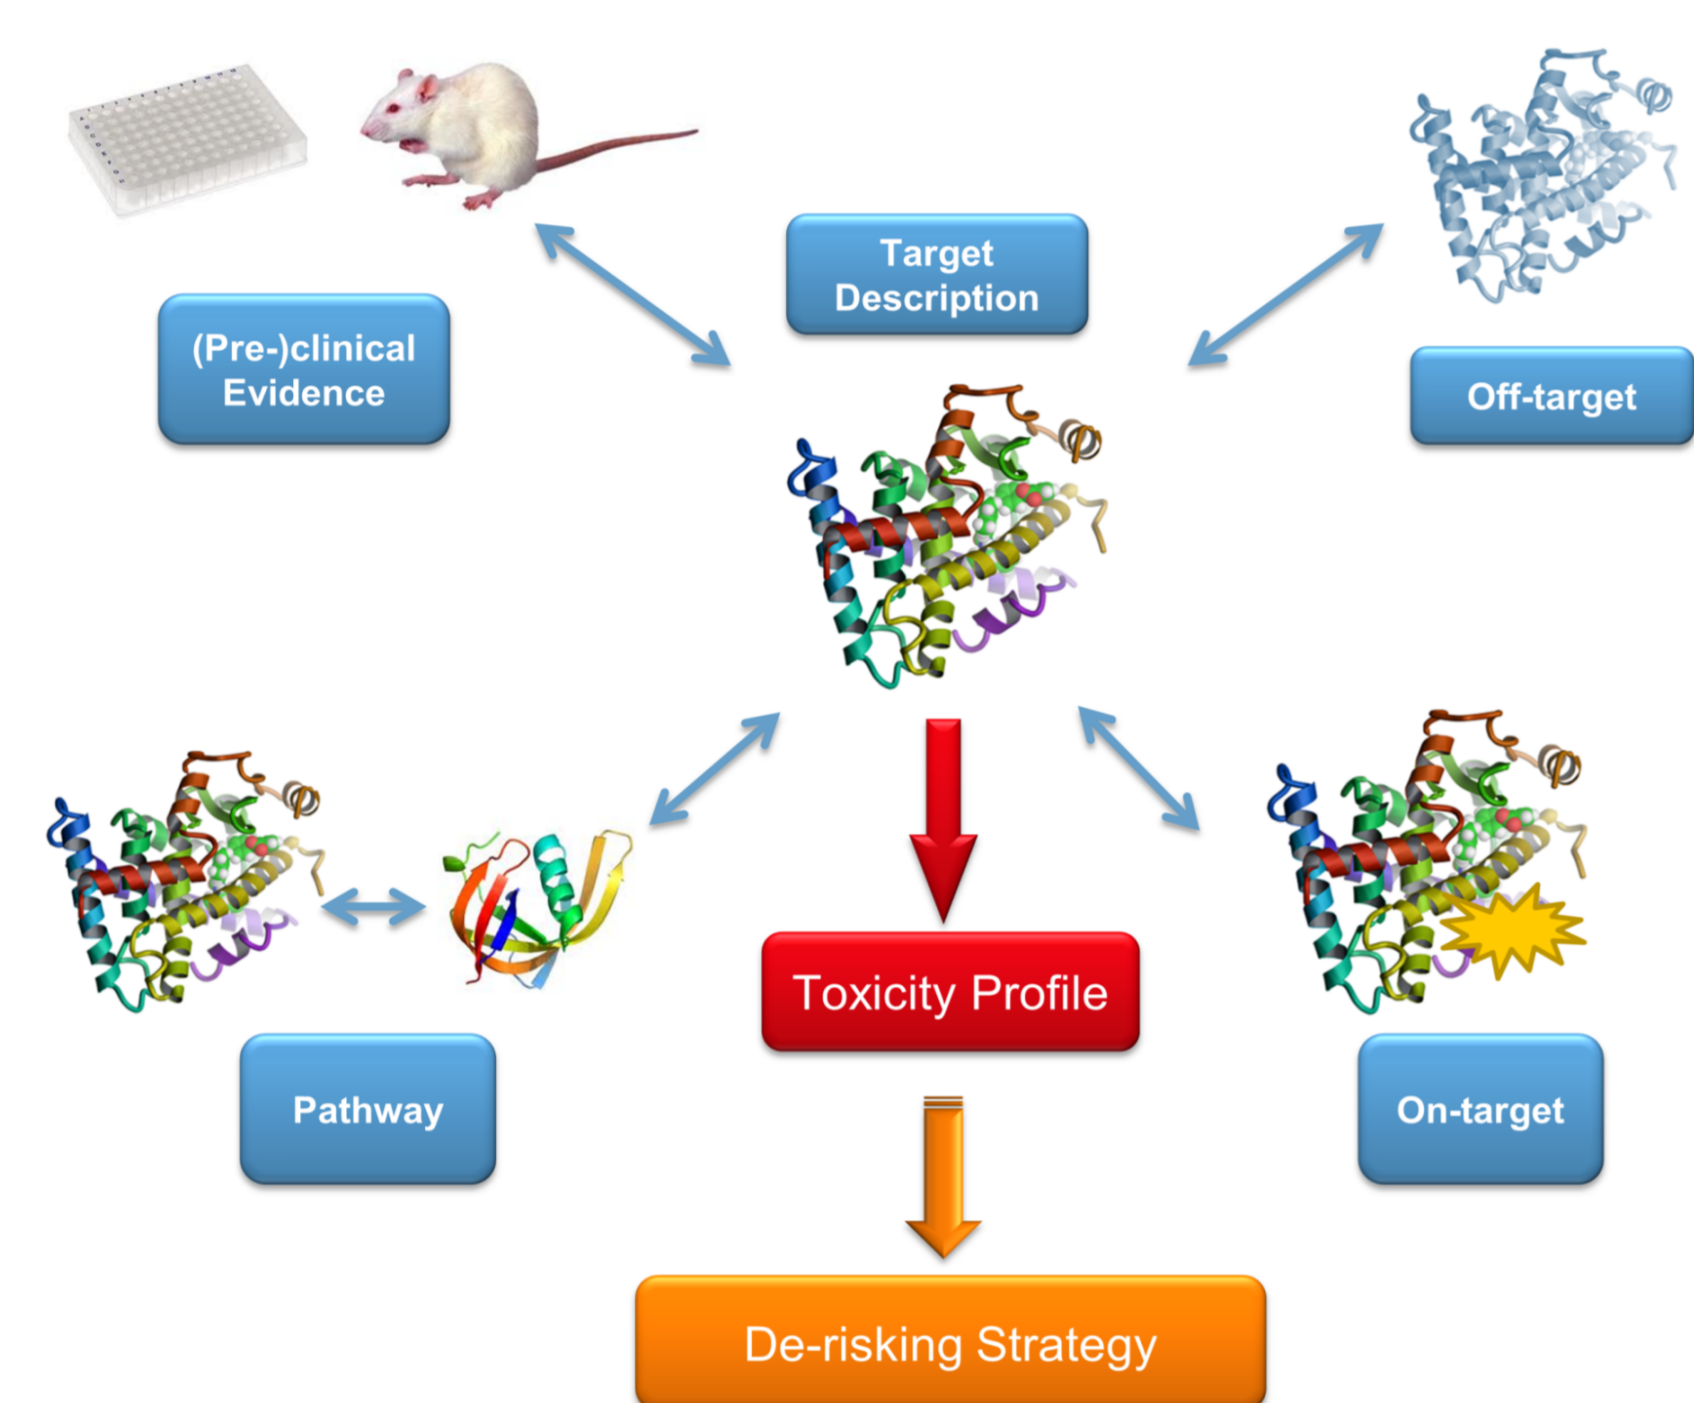 Target
Description
(Pre-)clinical
Evidence
Off-target
Toxicity Profile
Pathway
On-target
De-risking Strategy